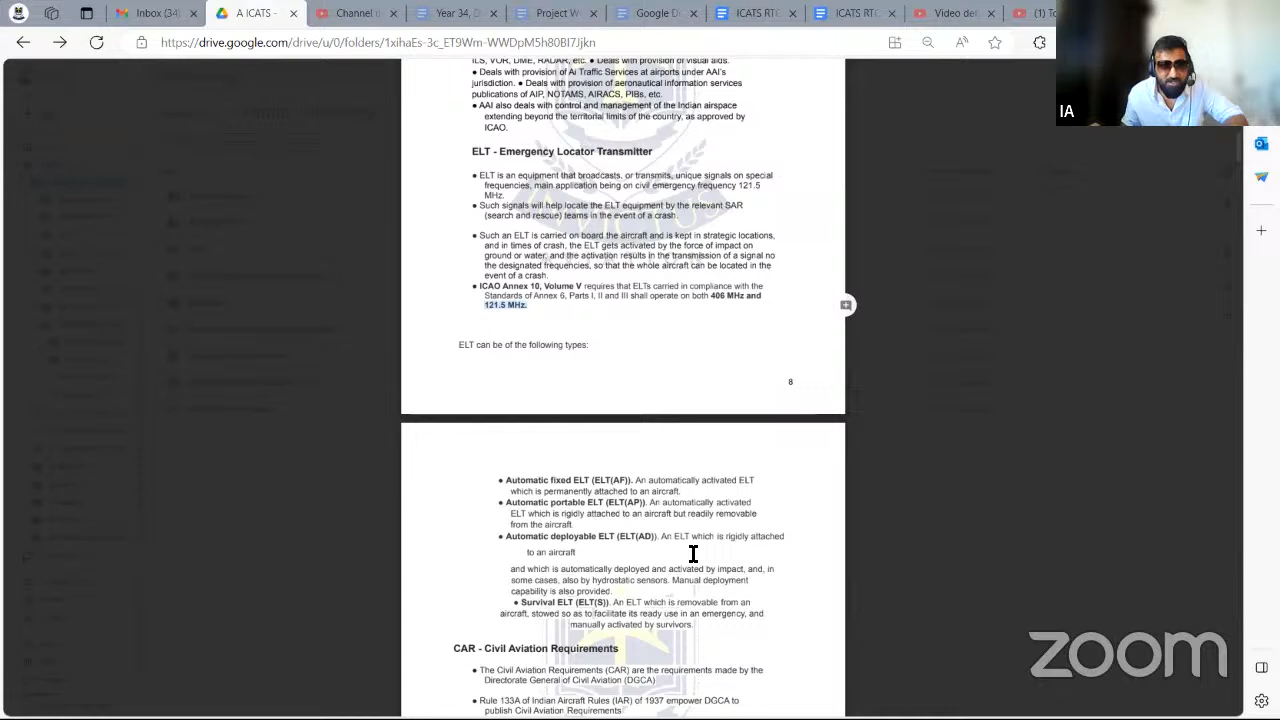 A ICATS -
Inbox
Course
Year 34, D
Project W
Google D
ICATS RTC
ICATS RT
Video def
(1) To
https://drive.google.com/drive/u/0/folders/1xihaEs-3c_ET9Wm-WWDpM5h80BI7Jjkn
IA
ILS, VOR, DME, RADAR, etc. ● Deals with provision of visual aids.
● Deals with provision of Ai Traffic Services at airports under AAI's
jurisdiction. ● Deals with provision of aeronautical information services
publications of AIP, NOTAMS, AIRACS, PIBs, etc.
● AAI also deals with control and management of the Indian airspace
extending beyond the territorial limits of the country, as approved by
ICAO.
ELT - Emergency Locator Transmitter
● ELT is an equipment that broadcasts, or transmits, unique signals on special
frequencies, main application being on civil emergency frequency 121.5
MHz.
● Such signals will help locate the ELT equipment by the relevant SAR
(search and rescue) teams in the event of a crash.
● Such an ELT is carried on board the aircraft and is kept in strategic locations,
and in times of crash, the ELT gets activated by the force of impact on
ground or water, and the activation results in the transmission of a signal no
the designated frequencies, so that the whole aircraft can be located in the
event of a crash.
● ICAO Annex 10, Volume V requires that ELTs carried in compliance with the
Standards of Annex 6, Parts I, II and III shall operate on both 406 MHz and
121.5 MHz.
ELT can be of the following types:
8
● Automatic fixed ELT (ELT(AF)). An automatically activated ELT
which is permanently attached to an aircraft.
● Automatic portable ELT (ELT(AP)). An automatically activated
ELT which is rigidly attached to an aircraft but readily removable
from the aircraft.
● Automatic deployable ELT (ELT(AD)). An ELT which is rigidly attached
to an aircraft
and which is automatically deployed and activated by impact, and, in
some cases, also by hydrostatic sensors. Manual deployment
capability is also provided.
● Survival ELT (ELT(S)). An ELT which is removable from an
aircraft, stowed so as to facilitate its ready use in an emergency, and
manually activated by survivors.
CAR - Civil Aviation Requirements
● The Civil Aviation Requirements (CAR) are the requirements made by the
Directorate General of Civil Aviation (DGCA)
● Rule 133A of Indian Aircraft Rules (IAR) of 1937 empower DGCA to
publish Civil Aviation Requirements
zoom